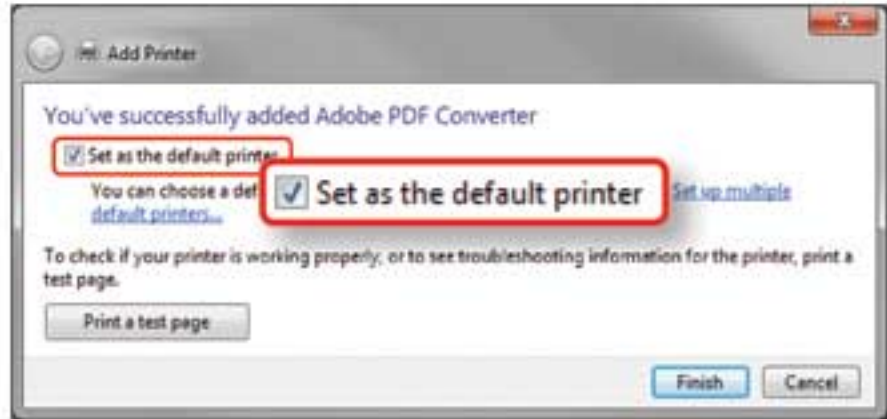 Add Printer
You've successfully added Adobe PDF Converter
Set as the default printer
Set as the default printer
You can choose a def Set up multiple
default printers...
To check if your printer is working properly, or to see troubleshooting information for the printer, print a
test page.
Print a test page
Finish Cancel